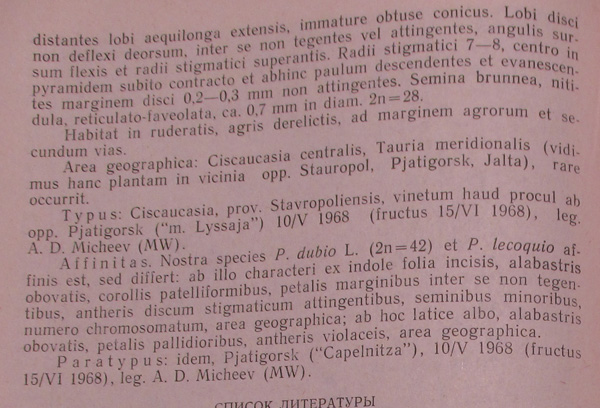 distantes lobi aequilonga extensis, immature obtuse conicus. Lobi disci
non deflexi deorsum, inter se non tegentes vel attingentes, angulis sur-
sum flexis et radii stigmatici superantis. Radii stigmatici 7—8, centro in
pyramidem subito contracto et abhinc paulum descendentes et evanescen-
tes marginem disci 0,2—0,3 mm non attingentes. Semina brunnea, niti-
dula, reticulato-faveolata, ca. 0,7 mm in diam. 2n=28.
Habitat in ruderatis, agris derelictis, ad marginem agrorum et se-
cundum vias.
Area geographica: Ciscaucasia centralis, Tauria meridionalis (vidi-
mus hanc plantam in vicinia opp. Stauropol, Pjatigorsk, Jalta), rare
occurrit.
Typus: Ciscaucasia, prov. Stavropoliensis, vinetum haud procul ab
opp. Pjatigorsk (“m. Lyssaja”) 10/V 1968 (fructus 15/VI 1968), leg.
A. D. Micheev (MW).
Affinitas. Nostra species P. dubio L. (2n=42) et P. lecoquio af-
finis est, sed differt: ab illo characteri ex indole folia incisis, alabastris
obovatis, corollis patelliformibus, petalis marginibus inter se non tegen-
tibus, antheris discum stigmaticum attingentibus, seminibus minoribus,
numero chromosomatum, area geographica; ab hoc latice albo, alabastris
obovatis, petalis pallidioribus, antheris violaceis, area geographica.
Paratypus: idem, Pjatigorsk (“Capelnitza”), 10/V 1968 (fructus
15/VI 1968), leg. A. D. Micheev (MW).
СПИСОК ЛИТЕРАТУРЫ